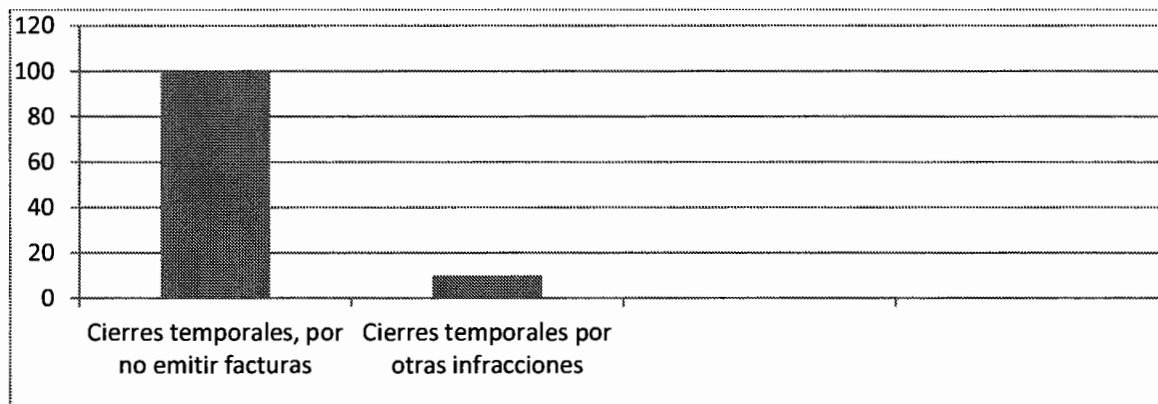 120
100
80
60
40
20
0
Cierres temporales, por
no emitir facturas
Cierres temporales por
otras infracciones